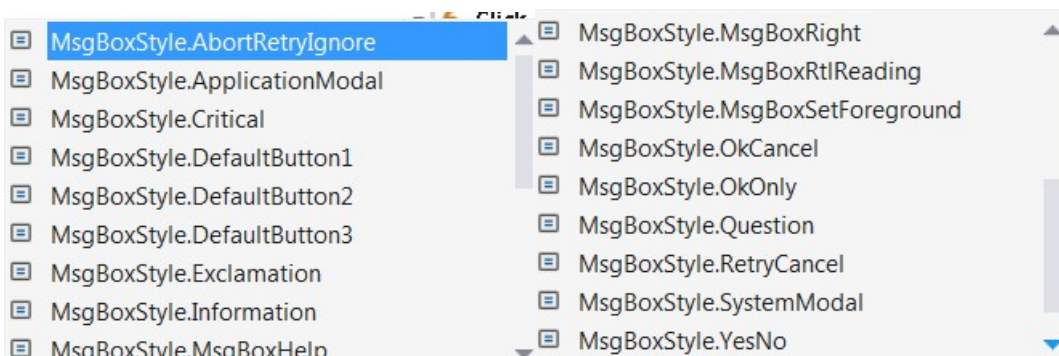 Click
MsgBoxStyle.AbortRetryIgnore
MsgBoxStyle.ApplicationModal
MsgBoxStyle.Critical
MsgBoxStyle.DefaultButton1
MsgBoxStyle.DefaultButton2
MsgBoxStyle.DefaultButton3
MsgBoxStyle.Exclamation
MsgBoxStyle.Information
MsgBoxStyle.MsgBoxHelp
MsgBoxStyle.MsgBoxRight
MsgBoxStyle.MsgBoxRtlReading
MsgBoxStyle.MsgBoxSetForeground
MsgBoxStyle.OkCancel
MsgBoxStyle.OkOnly
MsgBoxStyle.Question
MsgBoxStyle.RetryCancel
MsgBoxStyle.SystemModal
MsgBoxStyle.YesNo